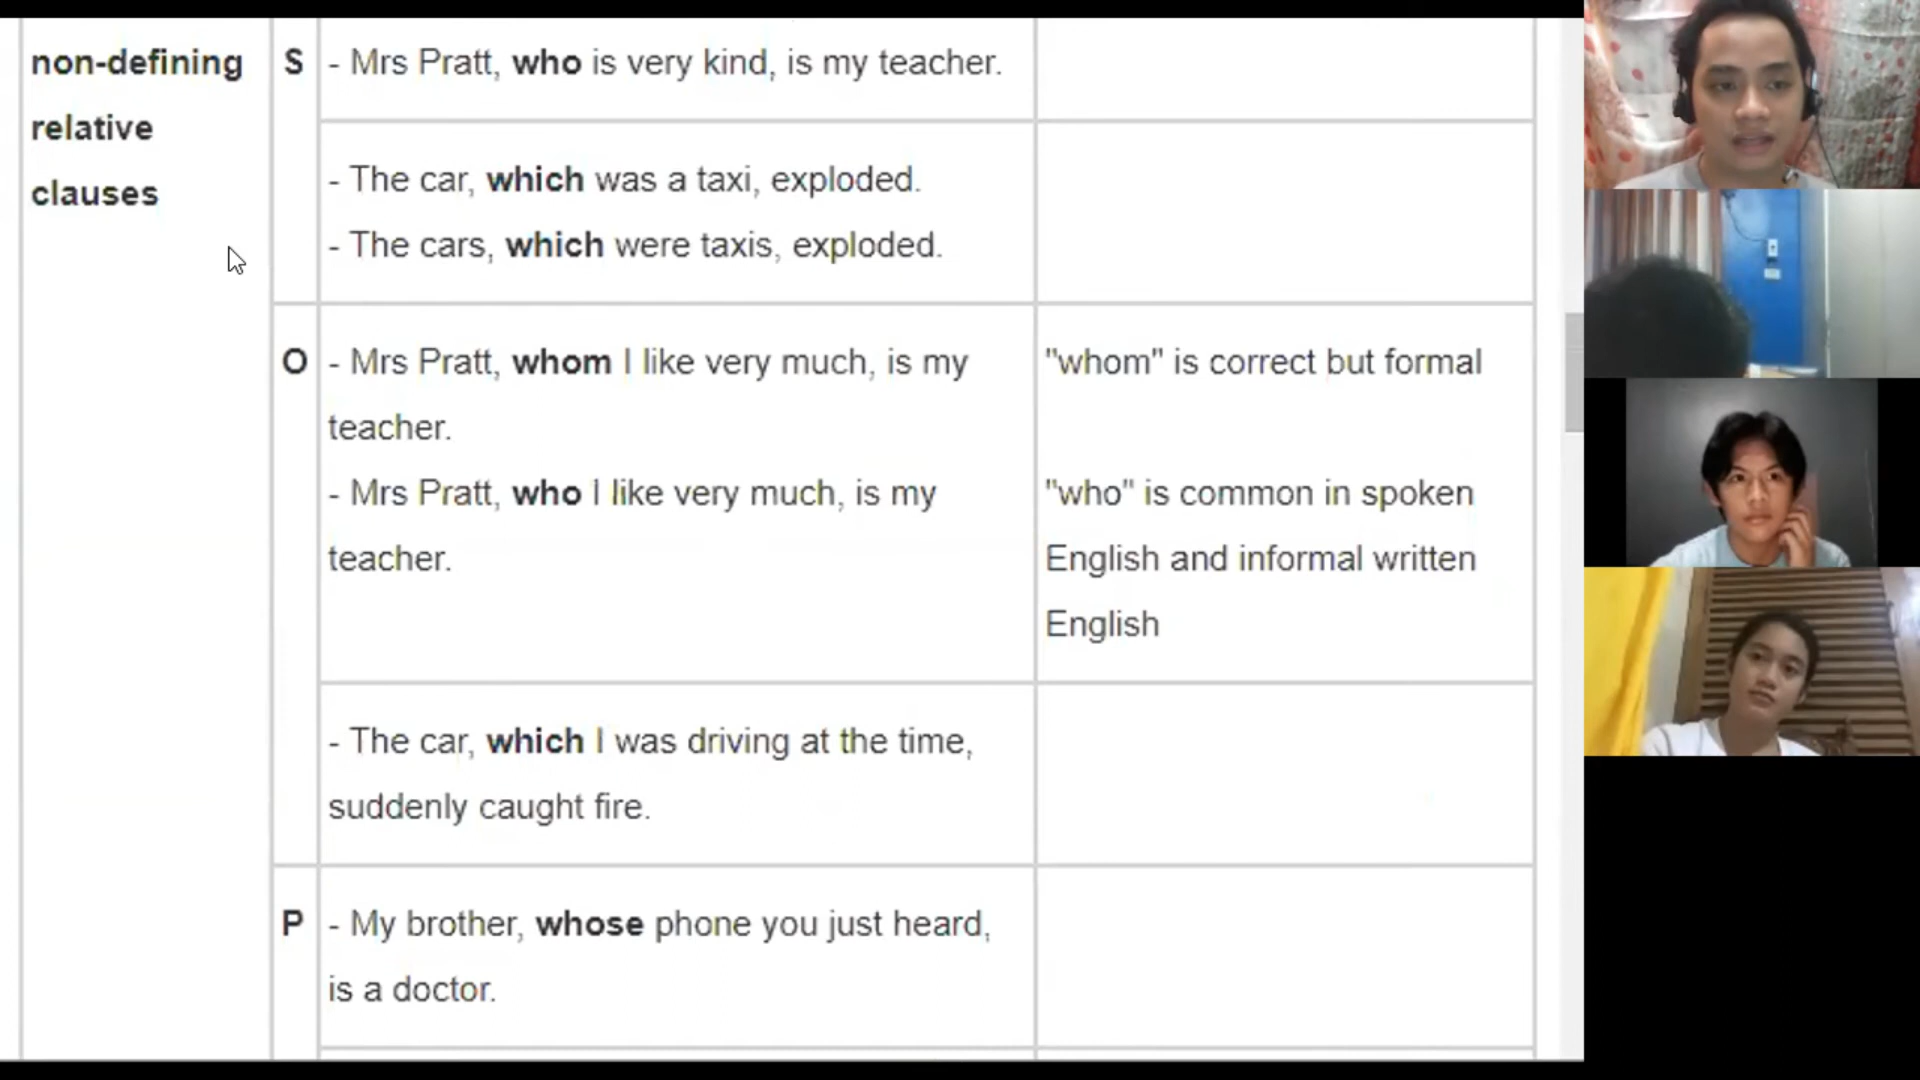 non-defining
relative
clauses
S
- Mrs Pratt, who is very kind, is my teacher.
- The car, which was a taxi, exploded.
- The cars, which were taxis, exploded.
O
- Mrs Pratt, whom I like very much, is my
teacher.
- Mrs Pratt, who I like very much, is my
teacher.
"whom" is correct but formal
"who" is common in spoken
English and informal written
English
- The car, which I was driving at the time,
suddenly caught fire.
P
- My brother, whose phone you just heard,
is a doctor.